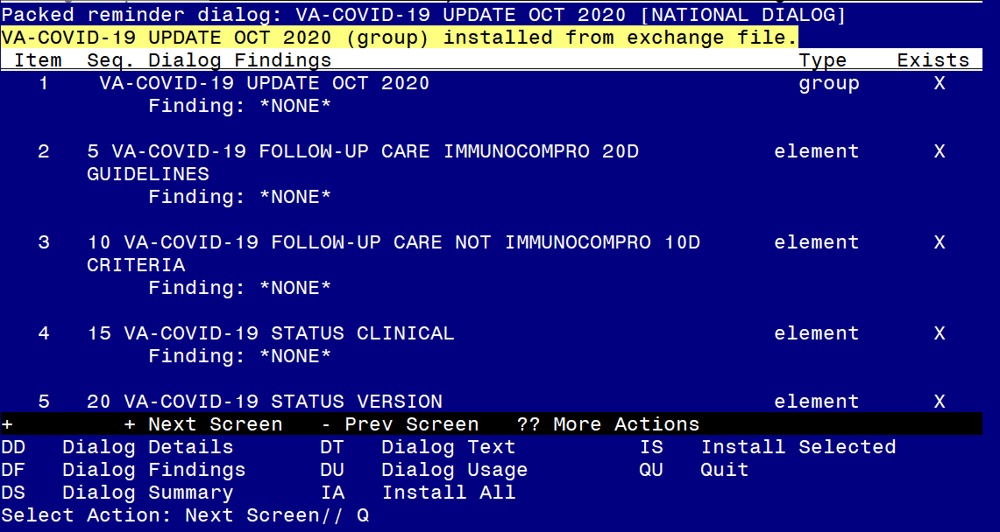 Packed reminder dialog: VA-COVID-19 UPDATE OCT 2020 [NATIONAL DIALOG]
VA-COVID-19 UPDATE OCT 2020 (group) installed from exchange file.
Item Seq. Dialog Findings Type Exists
1 VA-COVID-19 UPDATE OCT 2020 group X
Finding: *NONE*
2 5 VA-COVID-19 FOLLOW-UP CARE IMMUNOCOMPRO 20D element X
GUIDELINES
Finding: *NONE*
3 10 VA-COVID-19 FOLLOW-UP CARE NOT IMMUNOCOMPRO 10D element X
CRITERIA
Finding: *NONE*
4 15 VA-COVID-19 STATUS CLINICAL element X
Finding: *NONE*
5 20 VA-COVID-19 STATUS VERSION element X
+ + Next Screen - Prev Screen ?? More Actions
DD Dialog Details DT Dialog Text IS Install Selected
DF Dialog Findings DU Dialog Usage QU Quit
DS Dialog Summary IA Install All
Select Action: Next Screen// Q